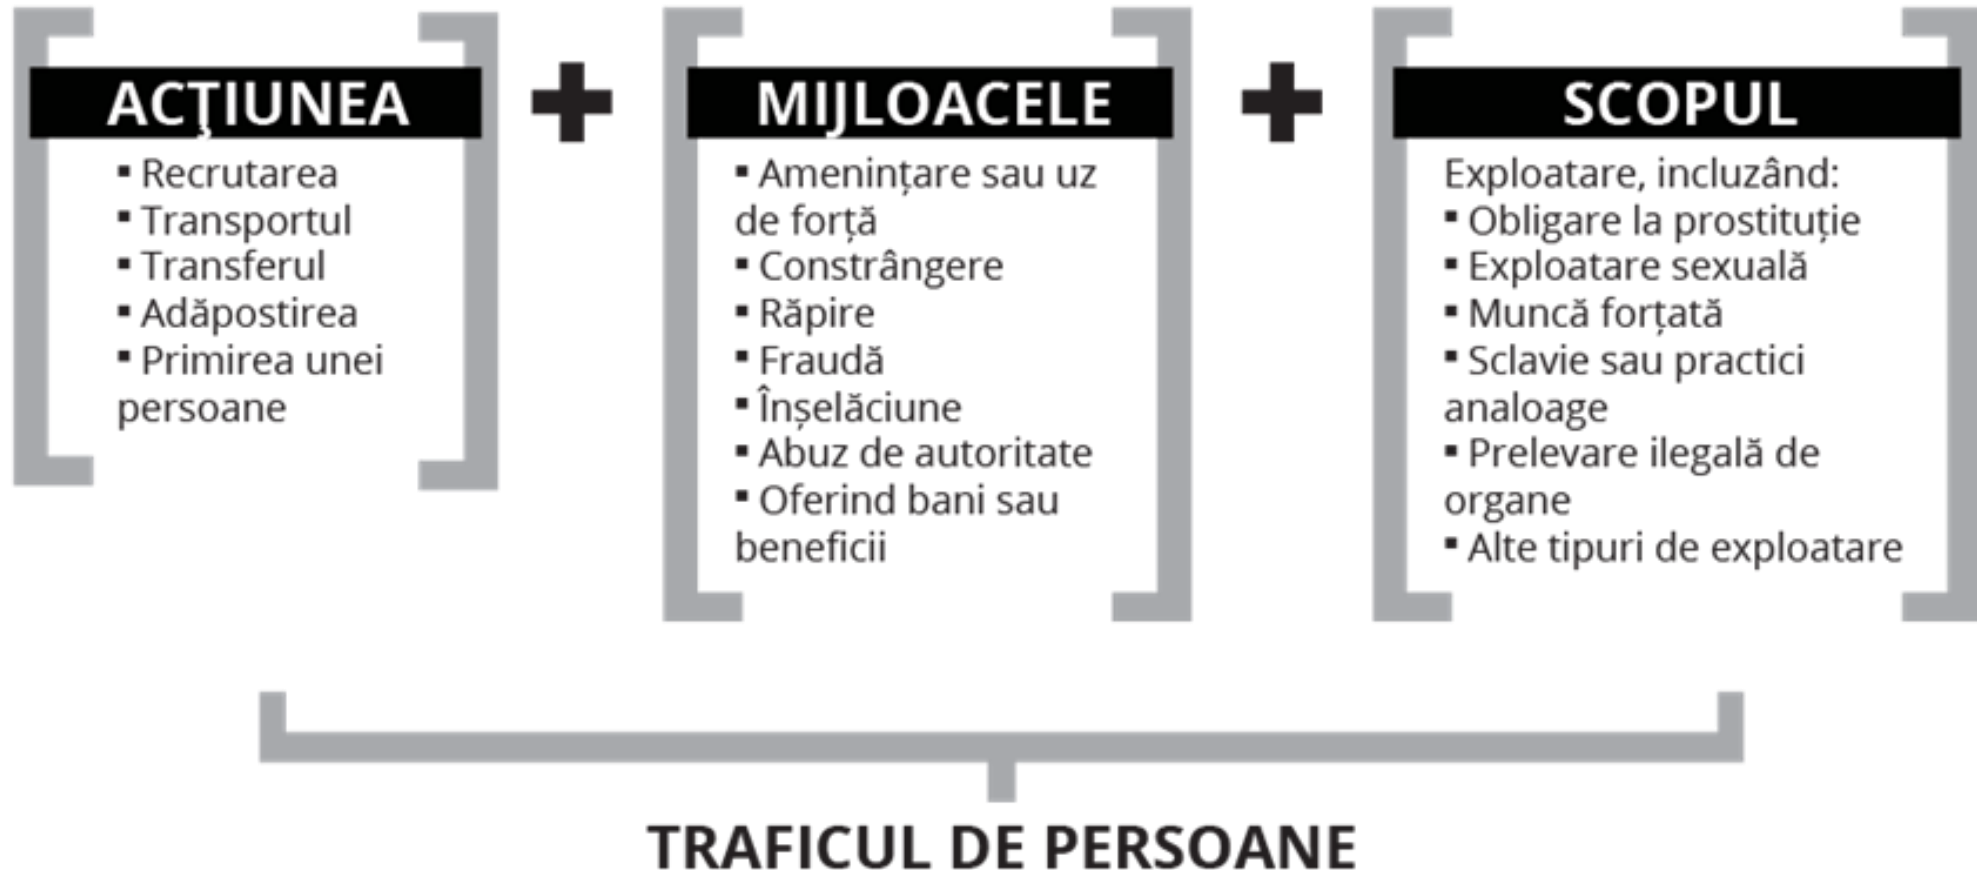 ACŢIUNEA
▪ Recrutarea
▪ Transportul
▪ Transferul
▪ Adăpostirea
▪ Primirea unei
persoane
+
MIJLOACELE
▪ Amenințare sau uz
de forță
▪ Constrângere
▪ Răpire
▪ Fraudă
▪ Înșelăciune
▪ Abuz de autoritate
▪ Oferind bani sau
beneficii
+
SCOPUL
Exploatare, incluzând:
▪ Obligare la prostituție
▪ Exploatare sexuală
▪ Muncă forțată
▪ Sclavie sau practici
analoage
▪ Prelevare ilegală de
organe
▪ Alte tipuri de exploatare
TRAFICUL DE PERSOANE